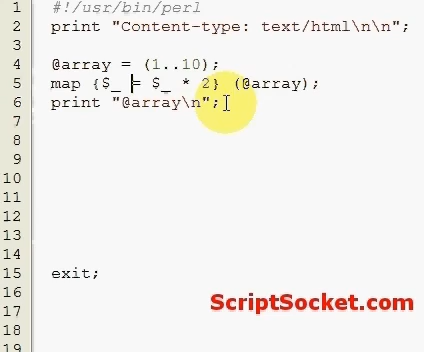 1 #!/usr/bin/perl
2 print "Content-type: text/html\n\n";
3
4 @array = (1..10);
5 map {$_ = $_ * 2} (@array);
6 print "@array\n";
7
8
9
10
11
12
13
14
15 exit;
16
ScriptSocket.com
17
18
19